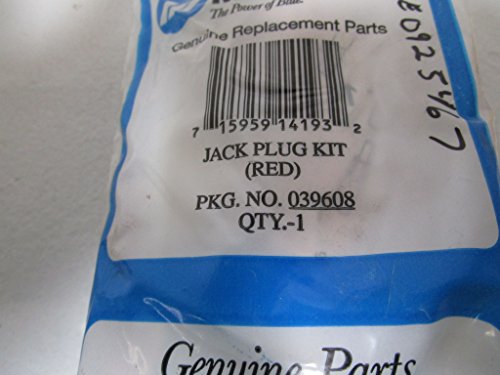 The Power of Blue.
Genuine Replacement Parts
7 15959 14193 2
JACK PLUG KIT
(RED)
PKG. NO. 039608
QTY.-1
0925467
Genuine Parts